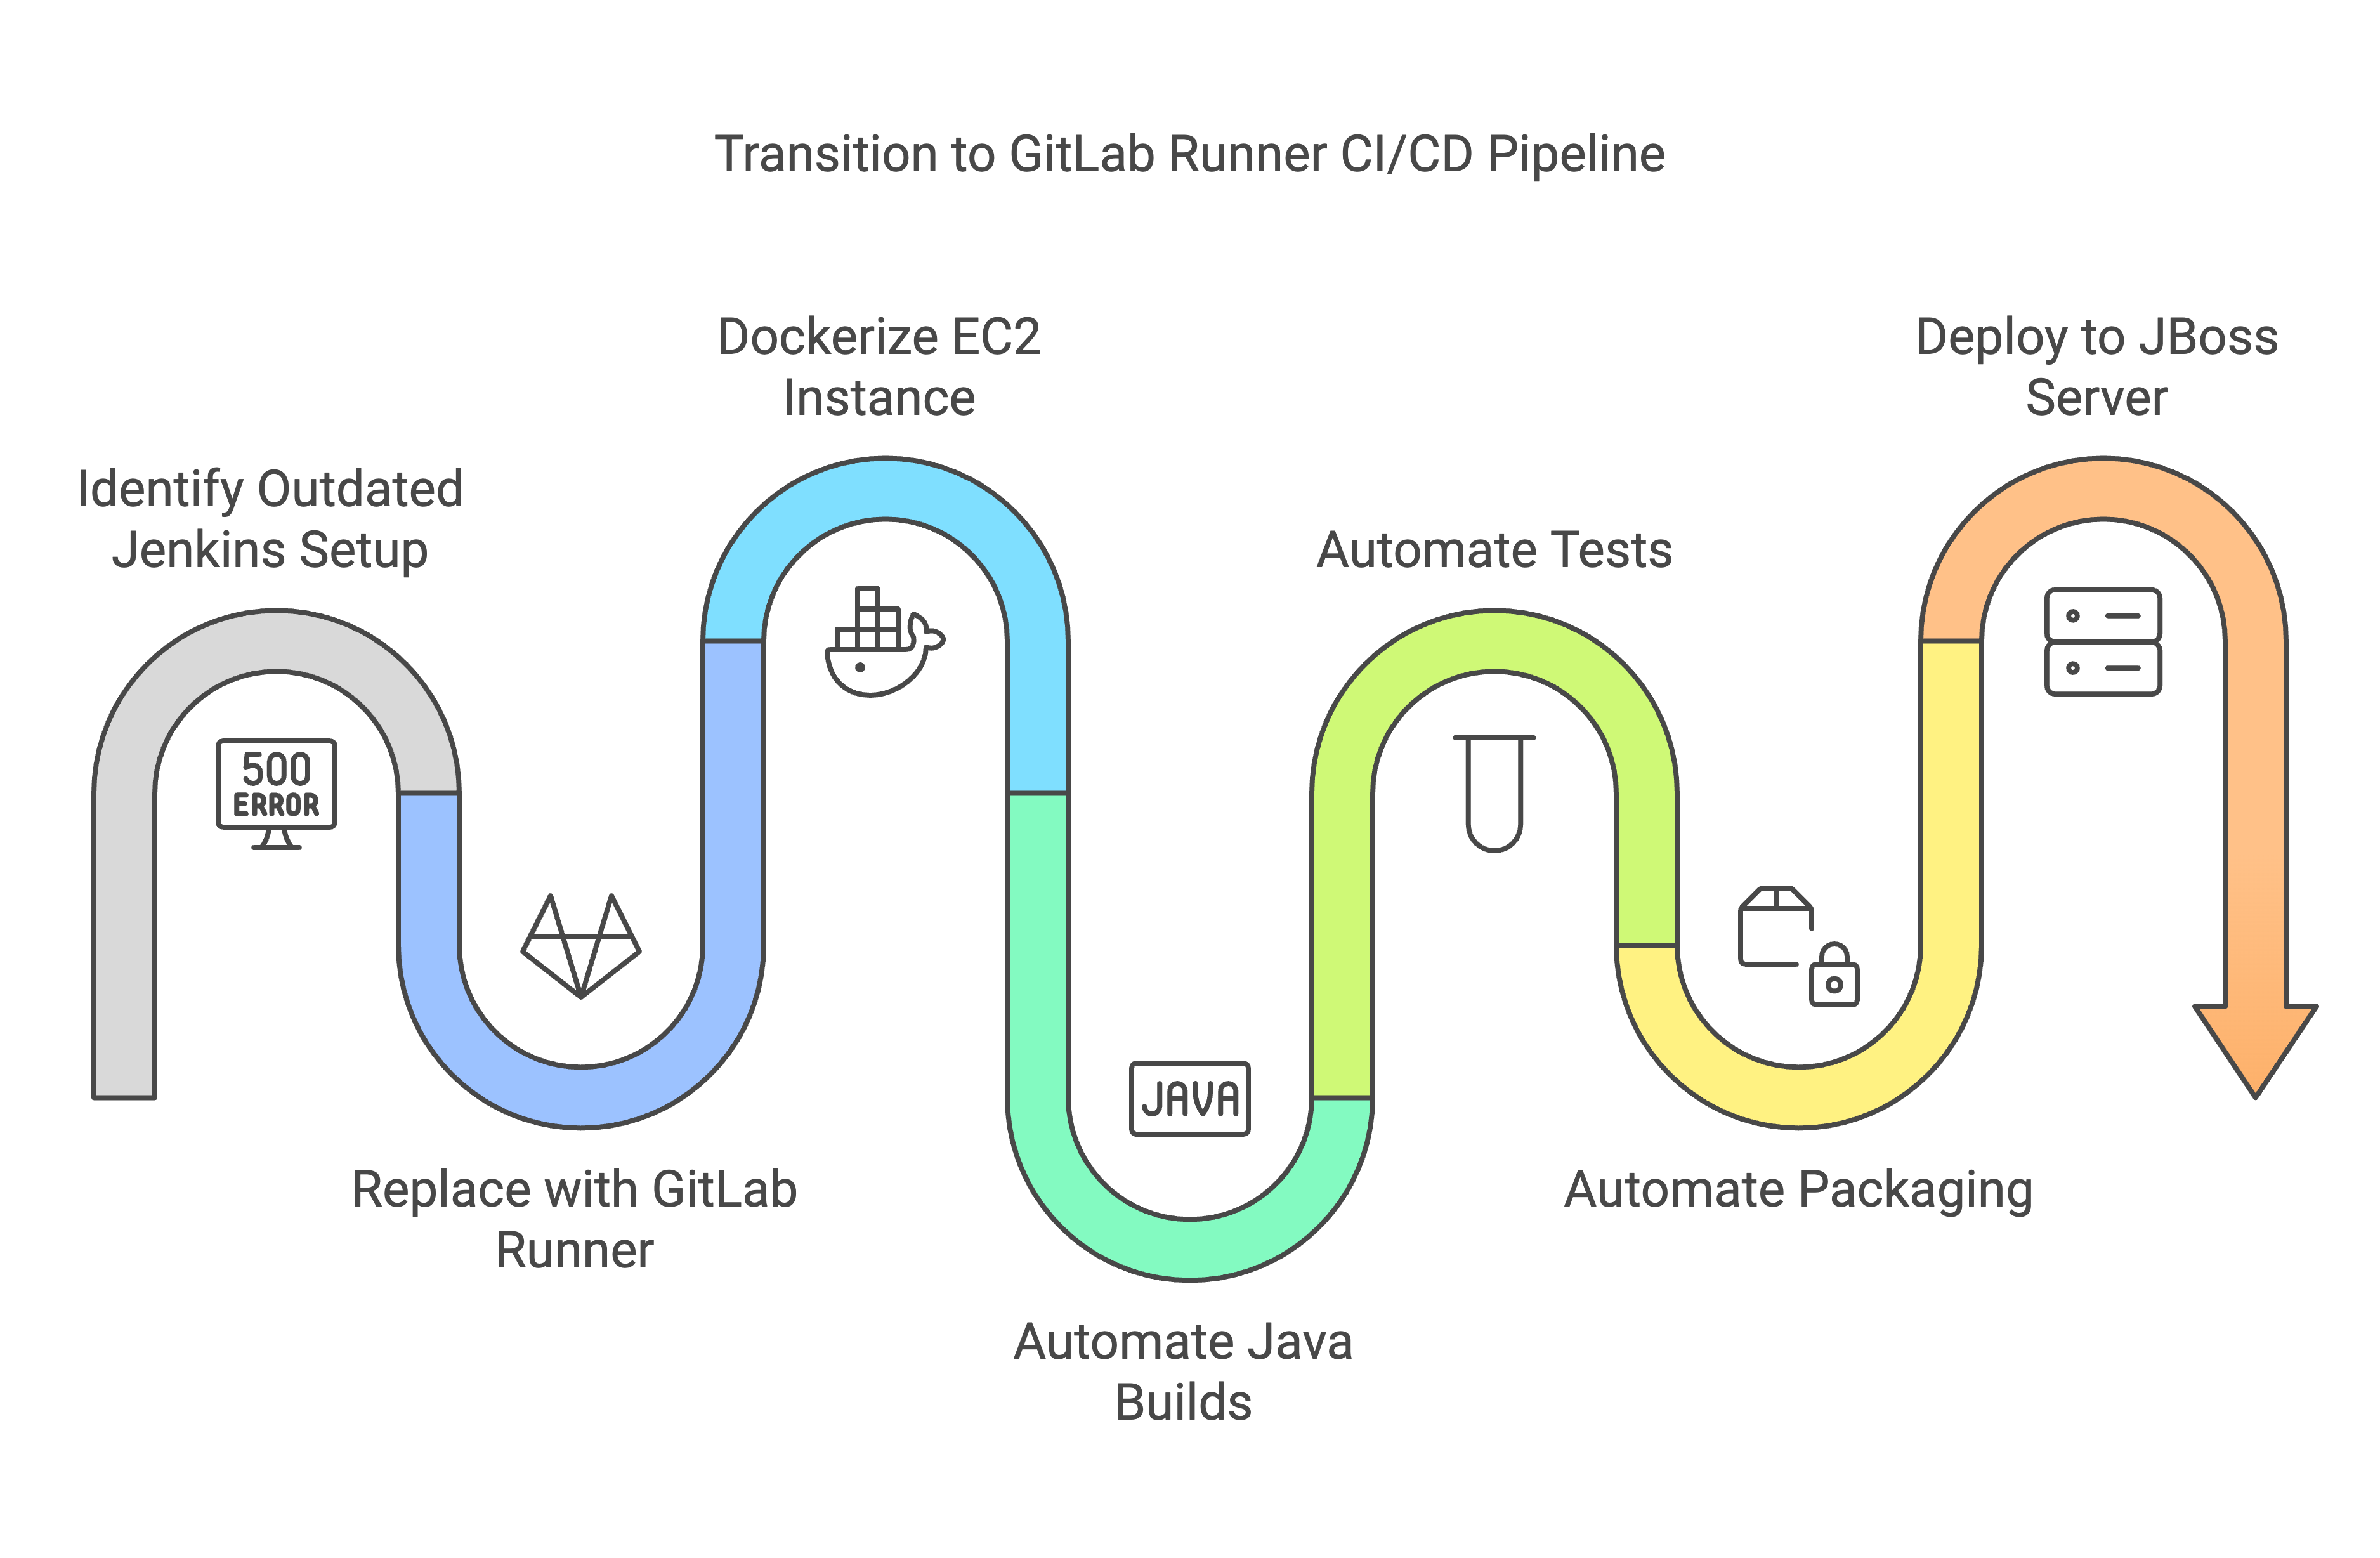 Transition to GitLab Runner CI/CD Pipeline
Identify Outdated
Jenkins Setup
500
ERROR
Replace with GitLab
Runner
Dockerize EC2
Instance
JAVA
Automate Java
Builds
Automate Tests
Automate Packaging
Deploy to JBoss
Server